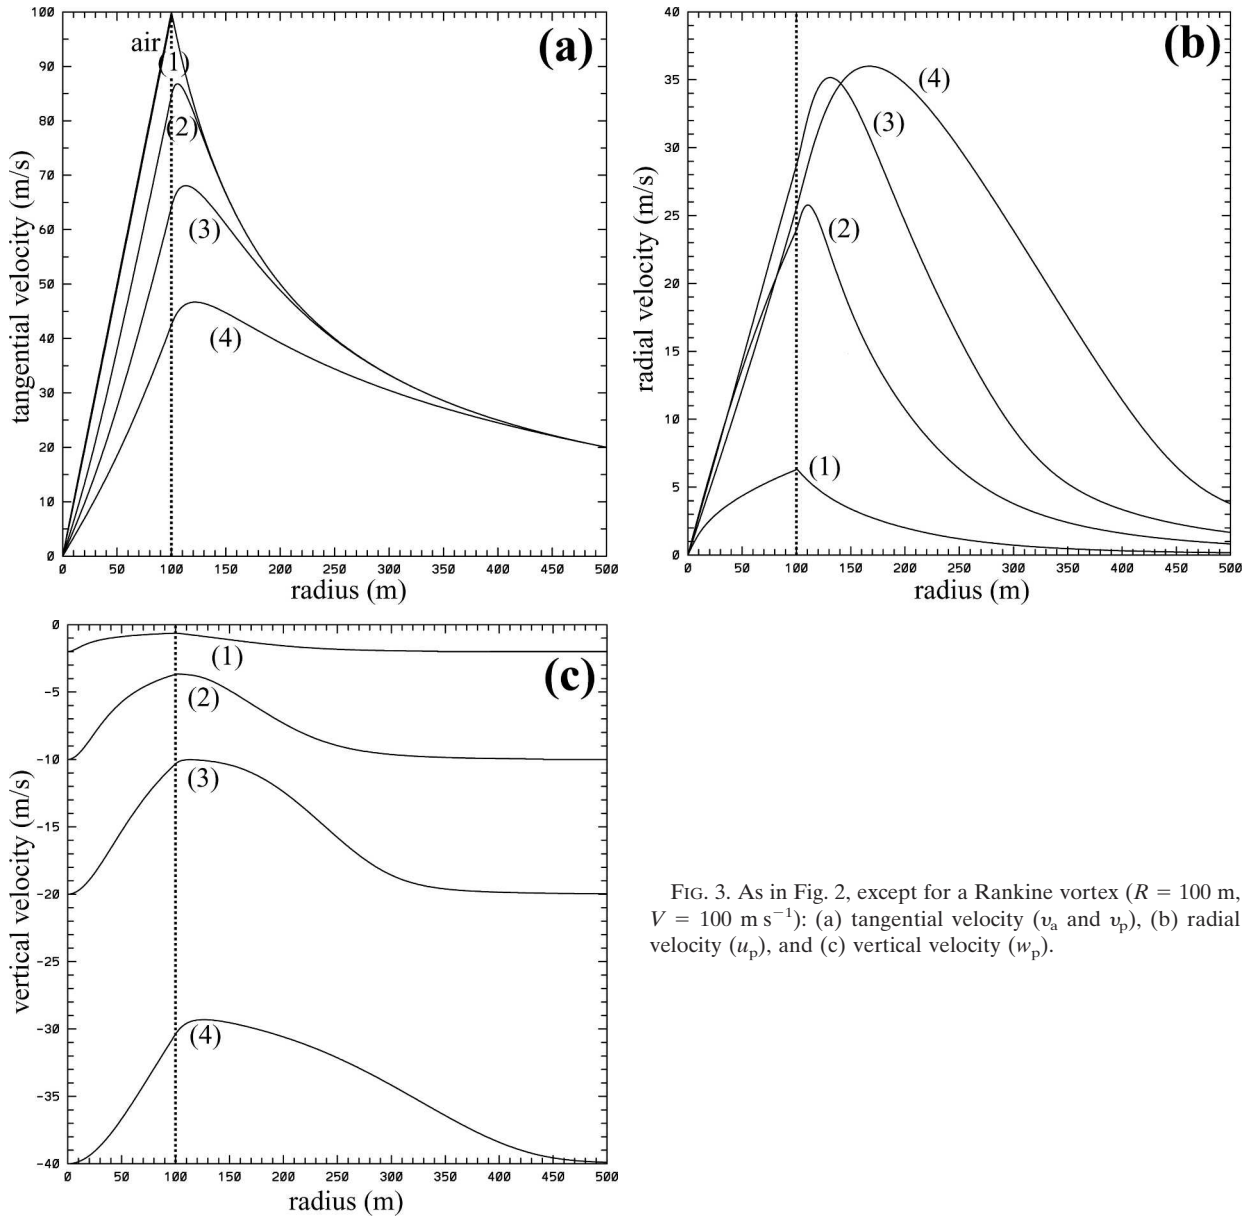 (a)
air
(1)
(2)
(3)
(4)
tangential velocity (m/s)
100
90
80
70
60
50
40
30
20
10
0
0 50 100 150 200 250 300 350 400 450 500
radius (m)
(b)
(4)
(3)
(2)
(1)
radial velocity (m/s)
40
35
30
25
20
15
10
5
0
0 50 100 150 200 250 300 350 400 450 500
radius (m)
(c)
(1)
(2)
(3)
(4)
vertical velocity (m/s)
0
-5
-10
-15
-20
-25
-30
-35
-40
0 50 100 150 200 250 300 350 400 450 500
radius (m)
FIG. 3. As in Fig. 2, except for a Rankine vortex (R = 100 m,
V = 100 m s⁻¹): (a) tangential velocity (υₐ and υₚ), (b) radial
velocity (uₚ), and (c) vertical velocity (wₚ).